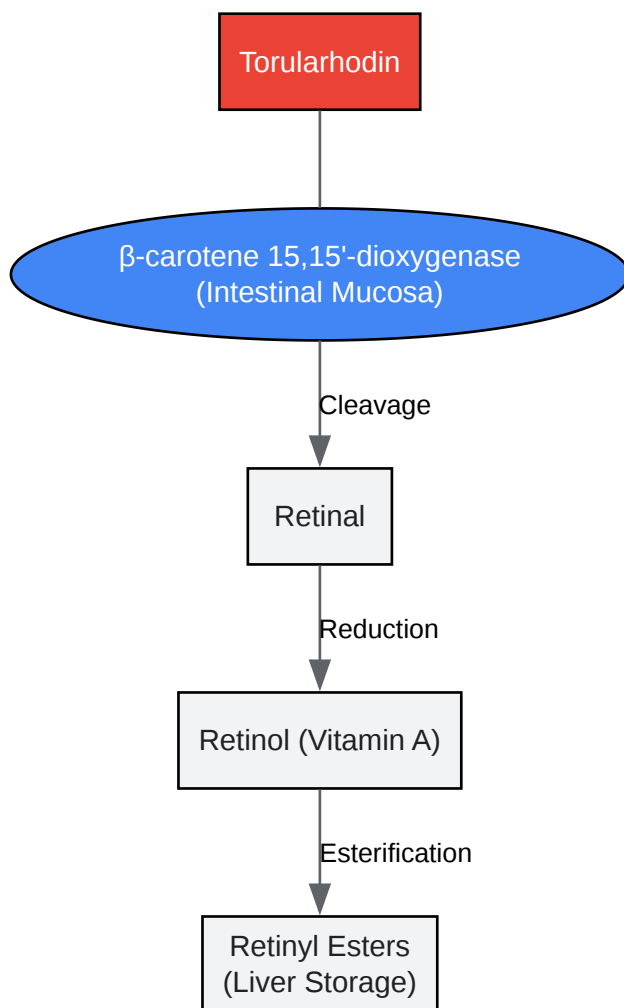 Torularhodin
β-carotene 15,15'-dioxygenase
(Intestinal Mucosa)
Cleavage
Retinal
Reduction
Retinol (Vitamin A)
Esterification
Retinyl Esters
(Liver Storage)